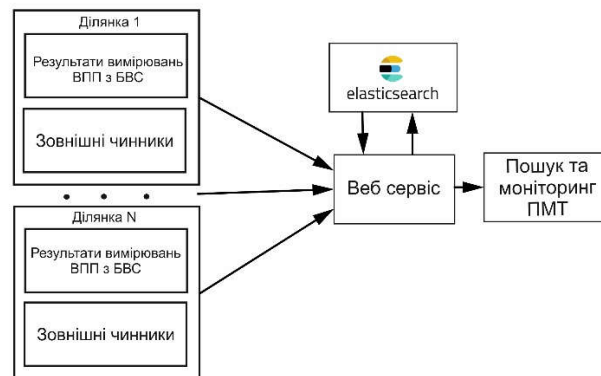 Ділянка 1
Результати вимірювань
ВПП з БВС
Зовнішні чинники
elasticsearch
Веб сервіс
Пошук та
моніторинг
ПМТ
Ділянка N
Результати вимірювань
ВПП з БВС
Зовнішні чинники